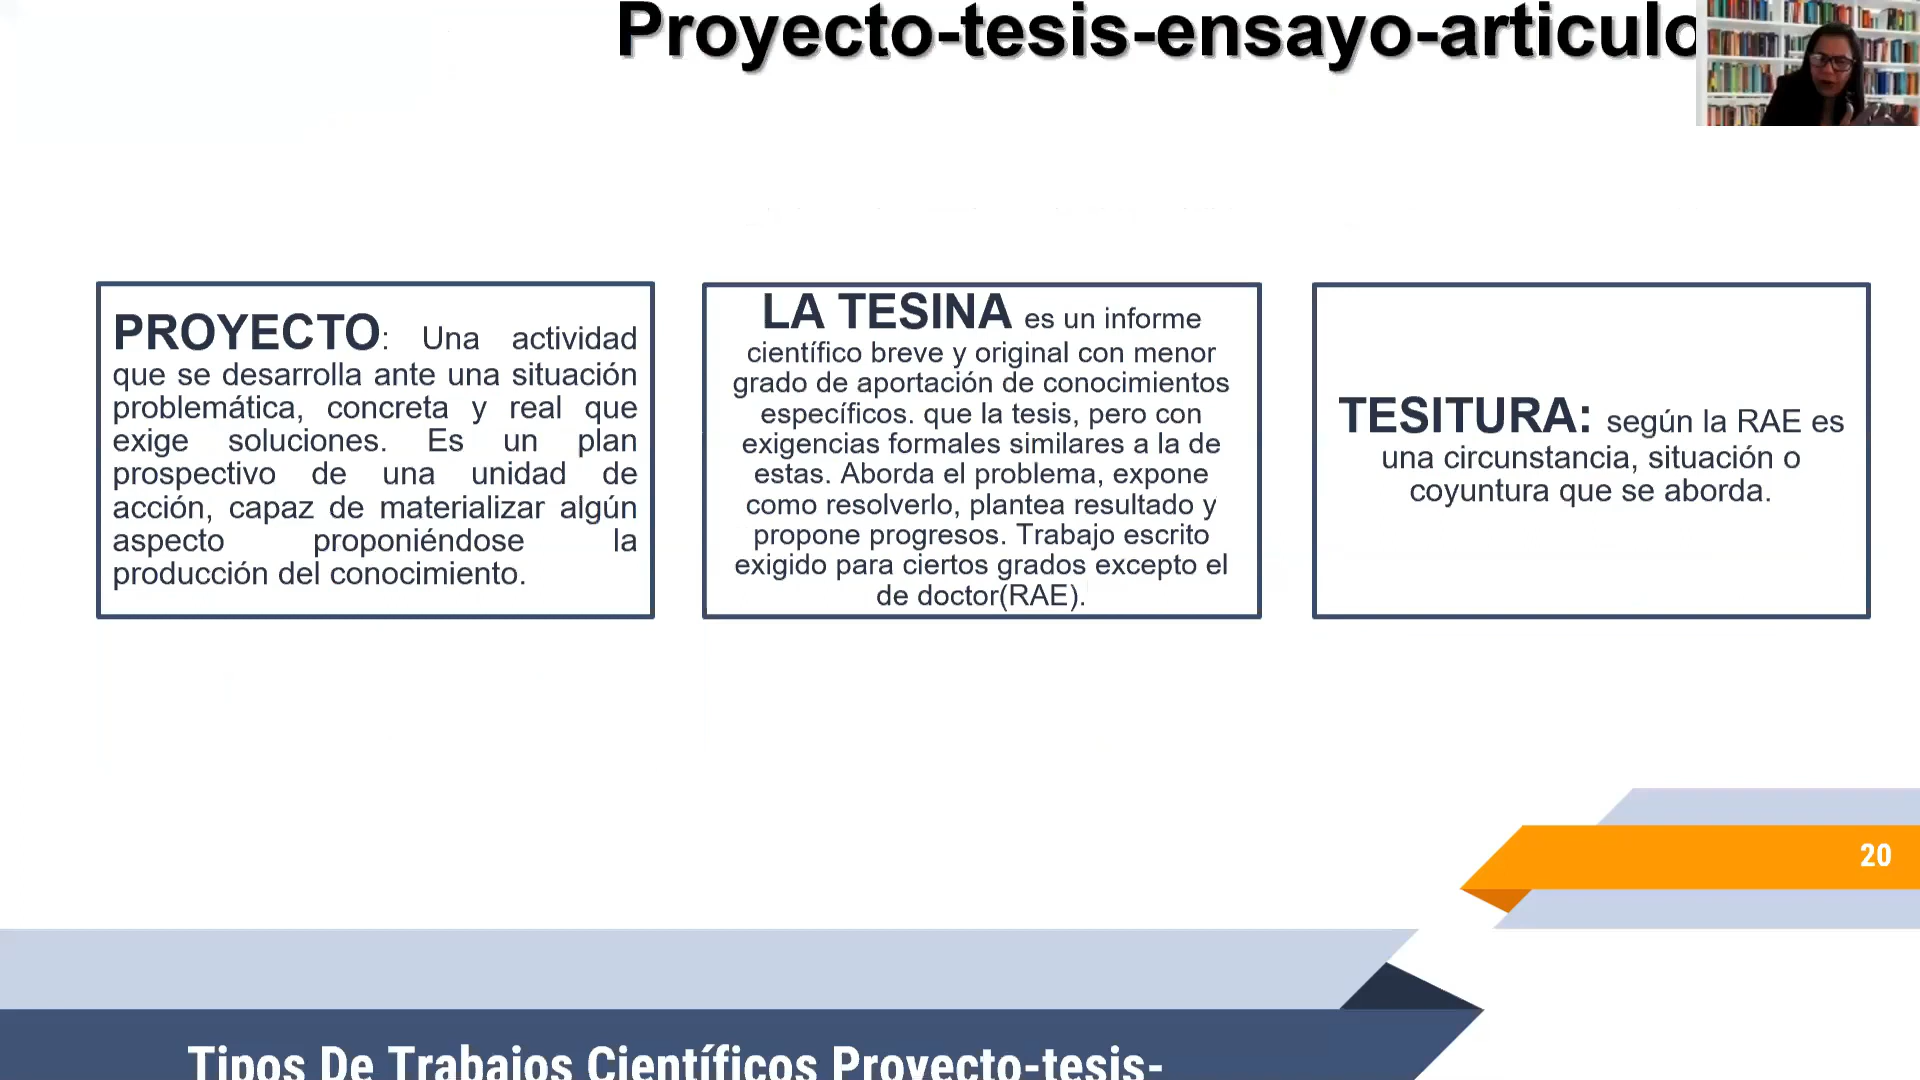 Proyecto-tesis-ensayo-articulo
PROYECTO: Una actividad
que se desarrolla ante una situación
problemática, concreta y real que
exige soluciones. Es un plan
prospectivo de una unidad de
acción, capaz de materializar algún
aspecto proponiéndose la
producción del conocimiento.
LA TESINA es un informe
científico breve y original con menor
grado de aportación de conocimientos
específicos. que la tesis, pero con
exigencias formales similares a la de
estas. Aborda el problema, expone
como resolverlo, plantea resultado y
propone progresos. Trabajo escrito
exigido para ciertos grados excepto el
de doctor(RAE).
TESITURA: según la RAE es
una circunstancia, situación o
coyuntura que se aborda.
20
Tipos De Trabajos Científicos Proyecto-tesis-